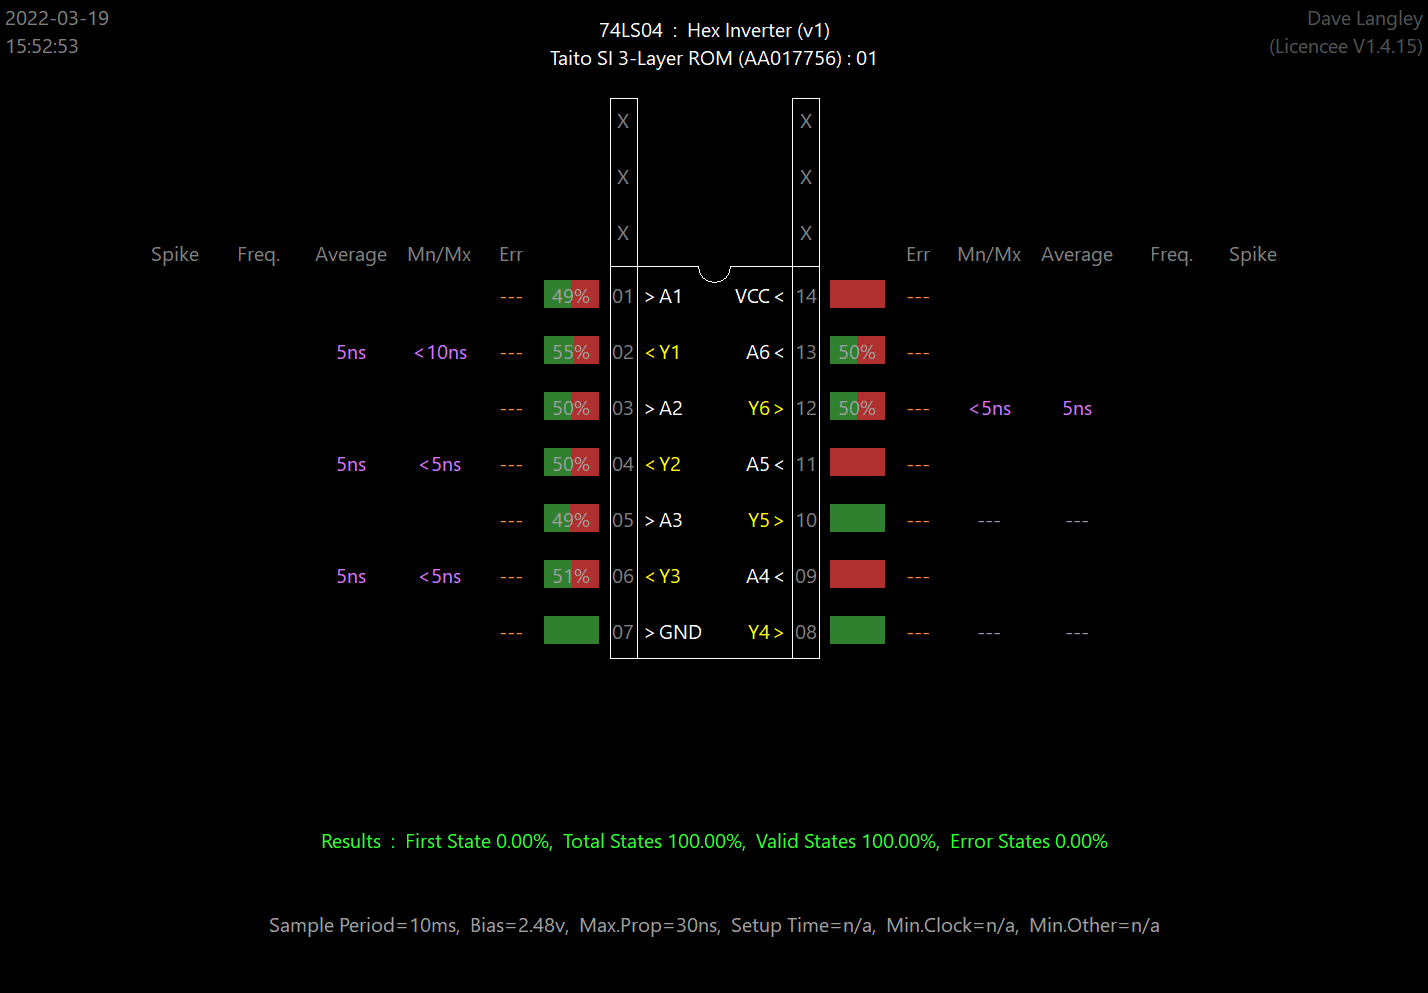 2022-03-19
15:52:53
74LS04 : Hex Inverter (v1)
Taito SI 3-Layer ROM (AA017756) : 01
Dave Langley
(Licencee V1.4.15)
X X
X X
X X
Spike Freq. Average Mn/Mx Err Err Mn/Mx Average Freq. Spike
--- 49% 01 >A1 VCC< 14 ---
5ns <10ns --- 55% 02 <Y1 A6< 13 50% ---
--- 50% 03 >A2 Y6> 12 50% --- <5ns 5ns
5ns <5ns --- 50% 04 <Y2 A5< 11 ---
--- 49% 05 >A3 Y5> 10 --- --- ---
5ns <5ns --- 51% 06 <Y3 A4< 09 ---
--- 07 >GND Y4> 08 --- --- ---
Results : First State 0.00%, Total States 100.00%, Valid States 100.00%, Error States 0.00%
Sample Period=10ms, Bias=2.48v, Max.Prop=30ns, Setup Time=n/a, Min.Clock=n/a, Min.Other=n/a